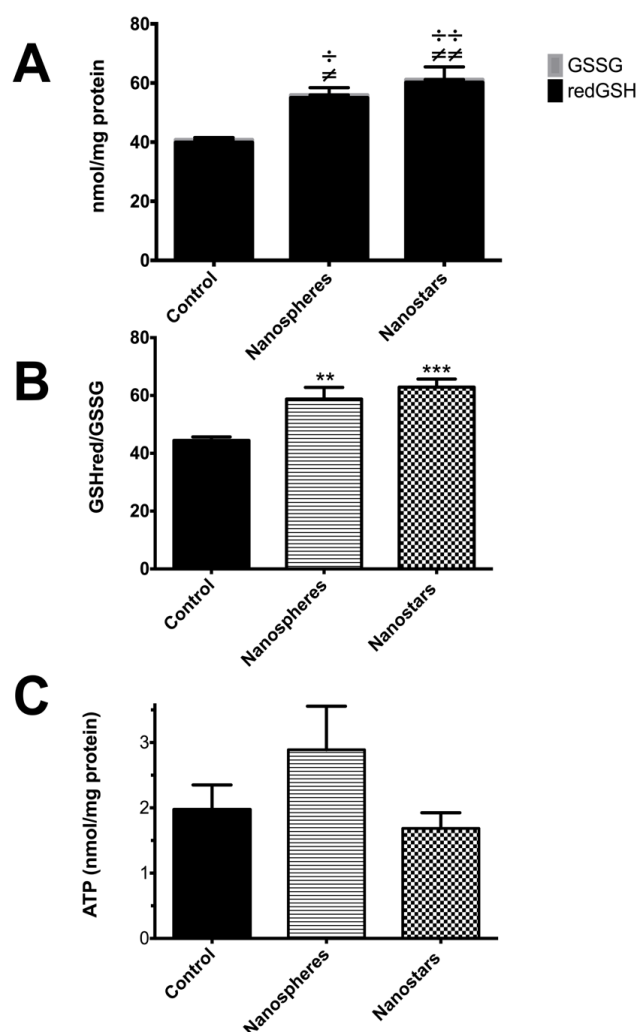 A
nmol/mg protein
80
60
40
20
0
÷
≠
÷÷
≠≠
GSSG
redGSH
Control
Nanospheres
Nanostars
B
GSHred/GSSG
80
60
40
20
0
**
***
Control
Nanospheres
Nanostars
C
ATP (nmol/mg protein)
3
2
1
0
Control
Nanospheres
Nanostars